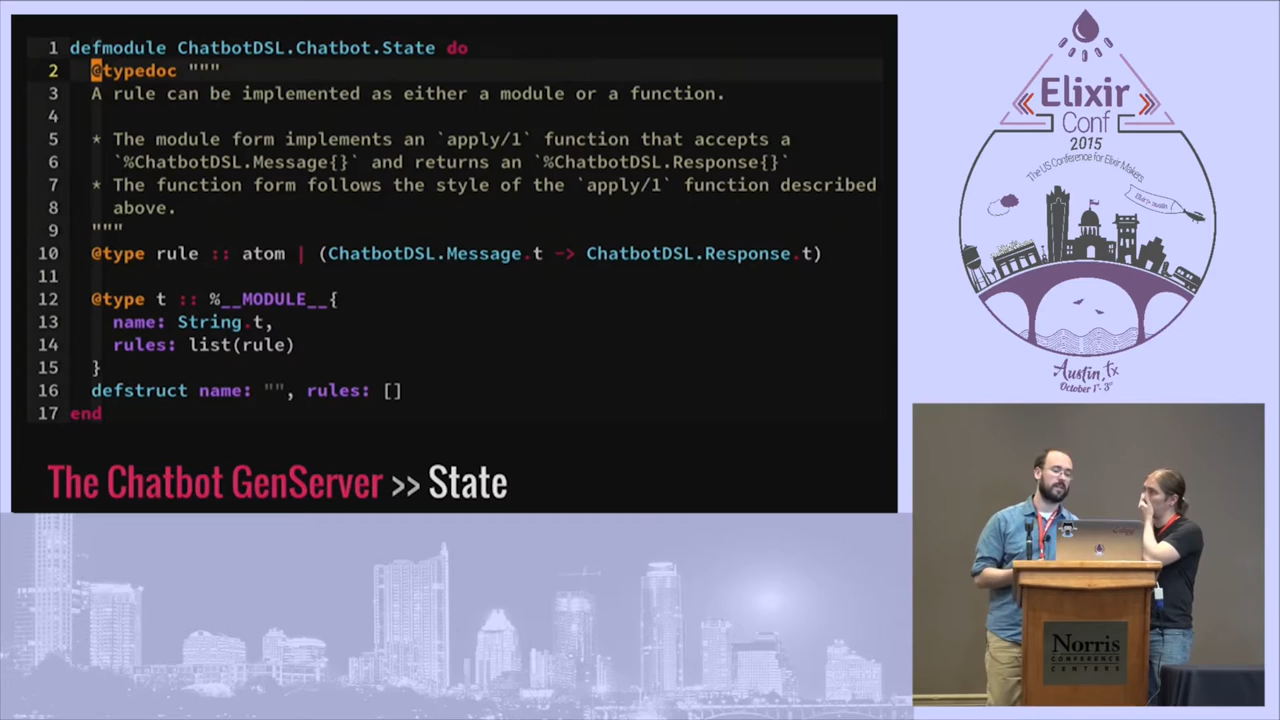 1 defmodule ChatbotDSL.Chatbot.State do
2 @typedoc """
3 A rule can be implemented as either a module or a function.
4
5 * The module form implements an `apply/1` function that accepts a
6 `%ChatbotDSL.Message{}` and returns an `%ChatbotDSL.Response{}`
7 * The function form follows the style of the `apply/1` function described
8 above.
9 """
10 @type rule :: atom | (ChatbotDSL.Message.t -> ChatbotDSL.Response.t)
11
12 @type t :: %__MODULE__{
13 name: String.t,
14 rules: list(rule)
15 }
16 defstruct name: "", rules: []
17 end
The Chatbot GenServer >> State
Elixir
Conf
2015
The US Conference for Elixir Makers
Austin, tx
October 1st - 3rd
Norris
CONFERENCE
CENTERS